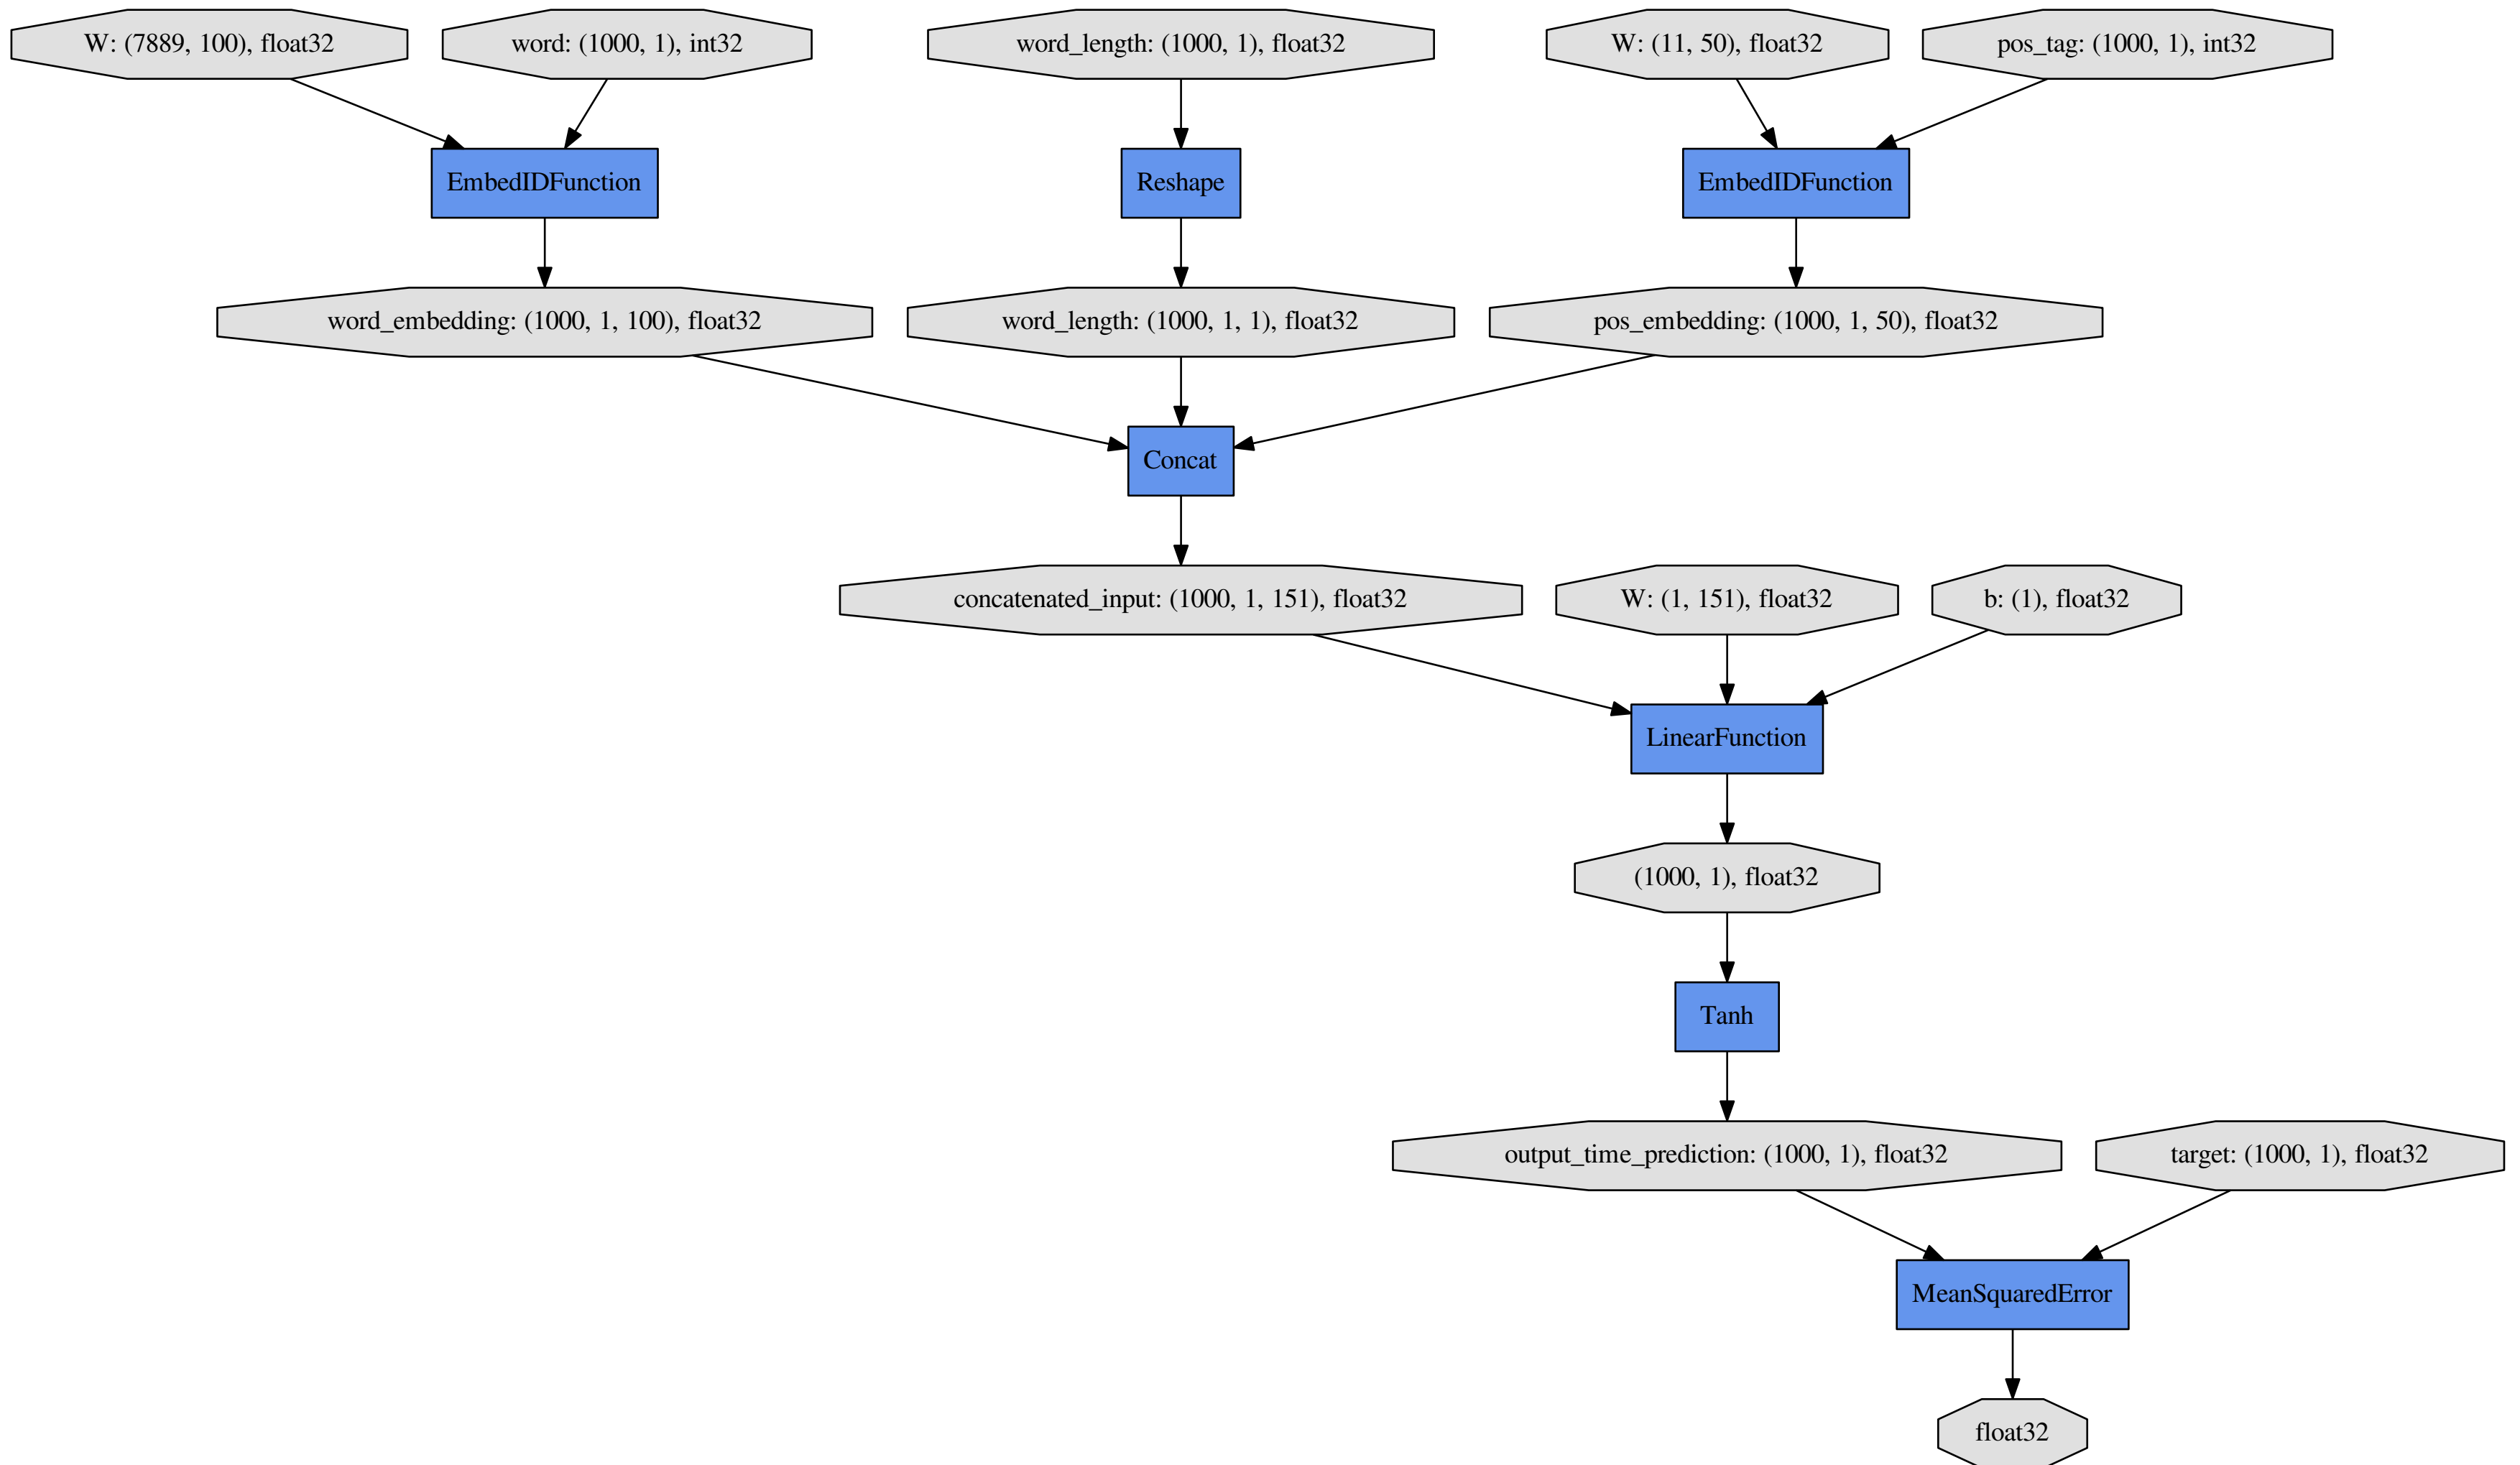 W: (7889, 100), float32
word: (1000, 1), int32
word_length: (1000, 1), float32
W: (11, 50), float32
pos_tag: (1000, 1), int32
EmbedIDFunction
Reshape
EmbedIDFunction
word_embedding: (1000, 1, 100), float32
word_length: (1000, 1, 1), float32
pos_embedding: (1000, 1, 50), float32
Concat
concatenated_input: (1000, 1, 151), float32
W: (1, 151), float32
b: (1), float32
LinearFunction
(1000, 1), float32
Tanh
output_time_prediction: (1000, 1), float32
target: (1000, 1), float32
MeanSquaredError
float32